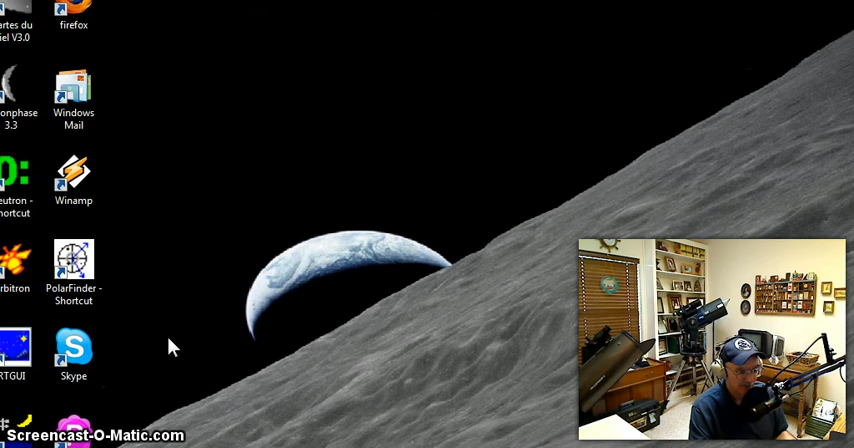 artes du
iel V3.0
firefox
onphase
3.3
Windows
Mail
0:
eutron -
hortcut
Winamp
rbitron
PolarFinder -
Shortcut
RTGUI
Skype
Screencast-O-Matic.com